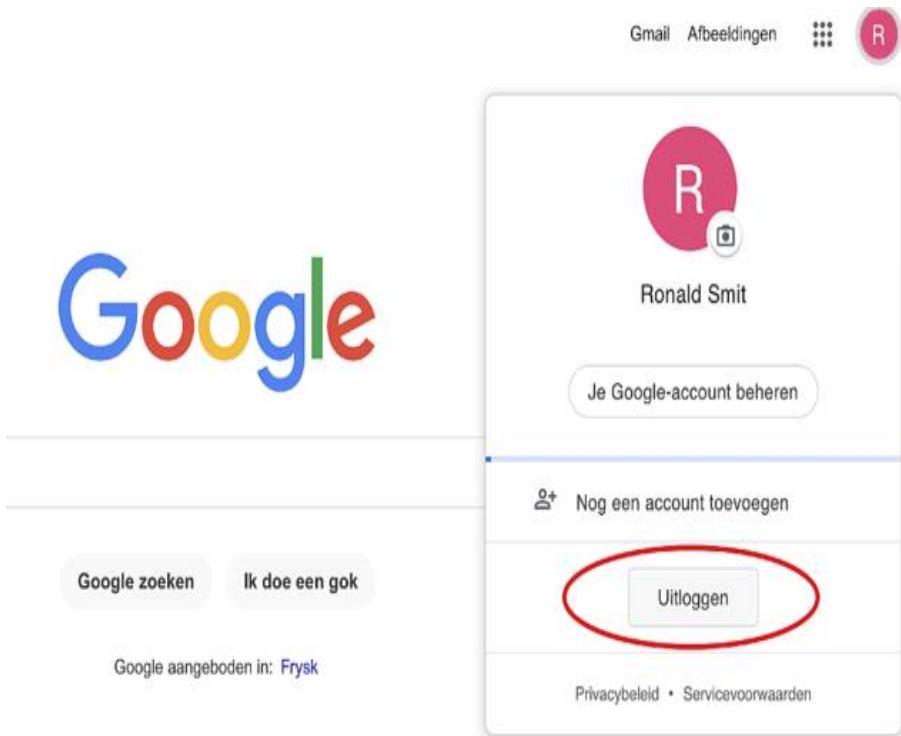 Gmail Afbeeldingen R
R
Ronald Smit
Google
Je Google-account beheren
Nog een account toevoegen
Google zoeken Ik doe een gok
Uitloggen
Google aangeboden in: Frysk
Privacybeleid • Servicevoorwaarden